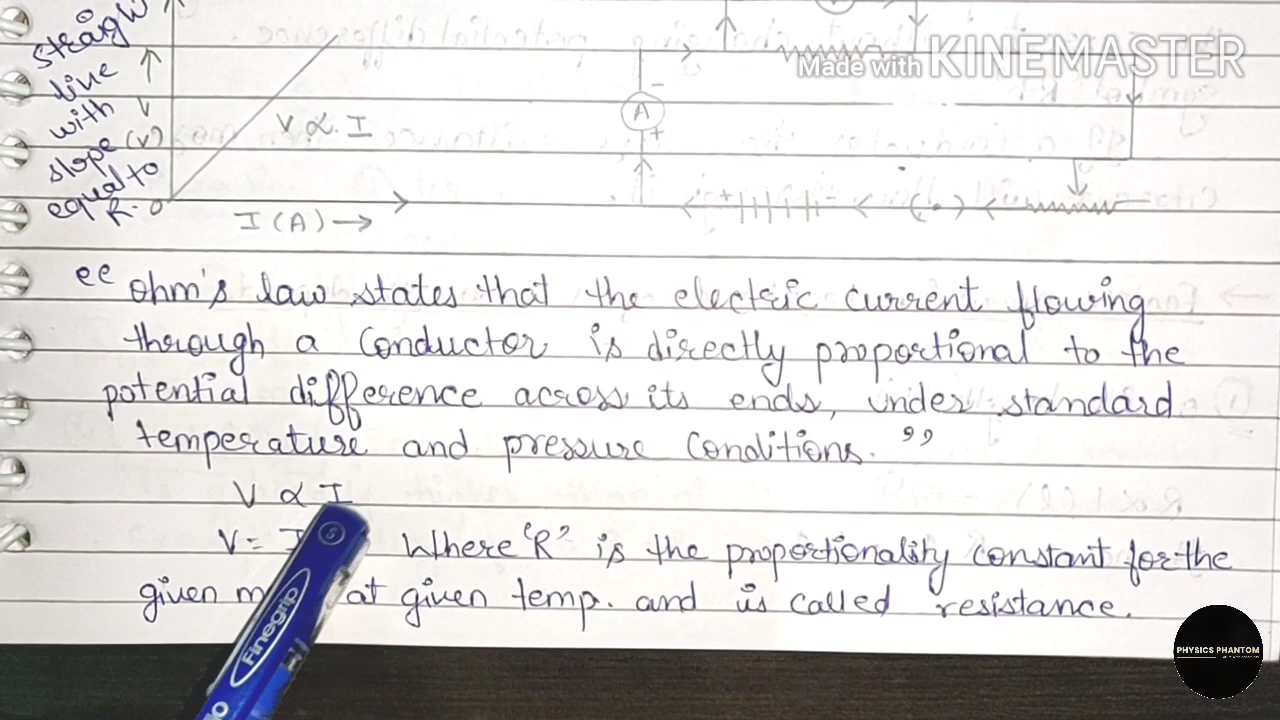 Straight
line
with
slope (V)
equal to
R. O
V ∝ I
I (A) →
A
-
+
Made with KINEMASTER
“ Ohm's law states that the electric current flowing
through a conductor is directly proportional to the
potential difference across its ends, under standard
temperature and pressure conditions. ”
V ∝ I
V = I Where 'R' is the proportionality constant for the
given at given temp. and is called resistance.
Finegrip
PHYSICS PHANTOM